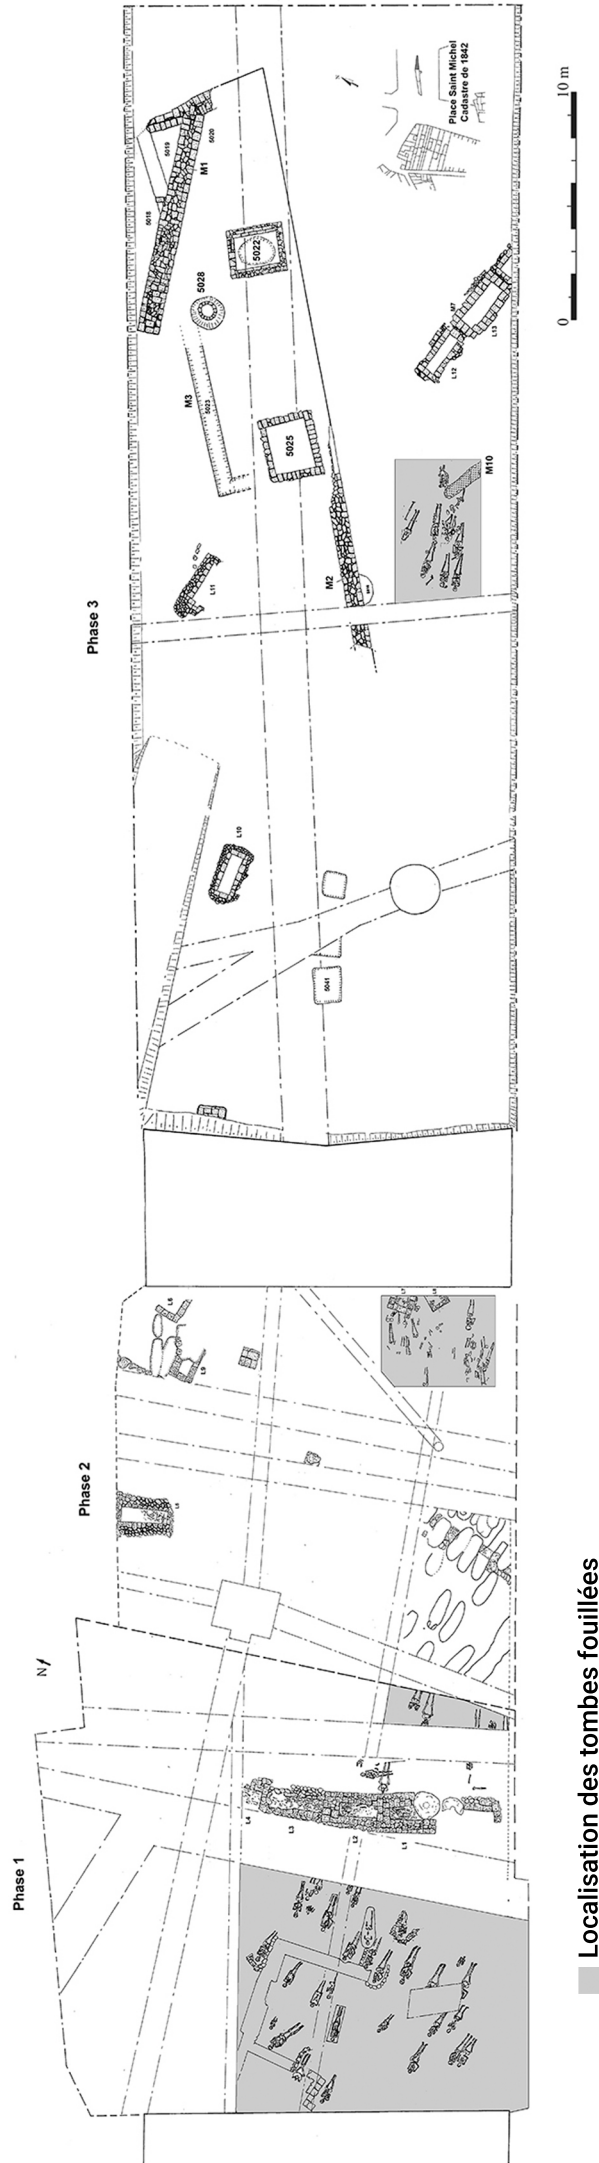 Place Saint Michel
Cadastre de 1842
10 m
0
5019
5020
M1
5018
5022
5028
M3
5023
5025
M7
L13
L12
M10
L11
M2
Phase 3
L10
5041
L6
L7
L8
L9
Phase 2
N
L4
L3
L2
L1
Phase 1
Localisation des tombes fouillées